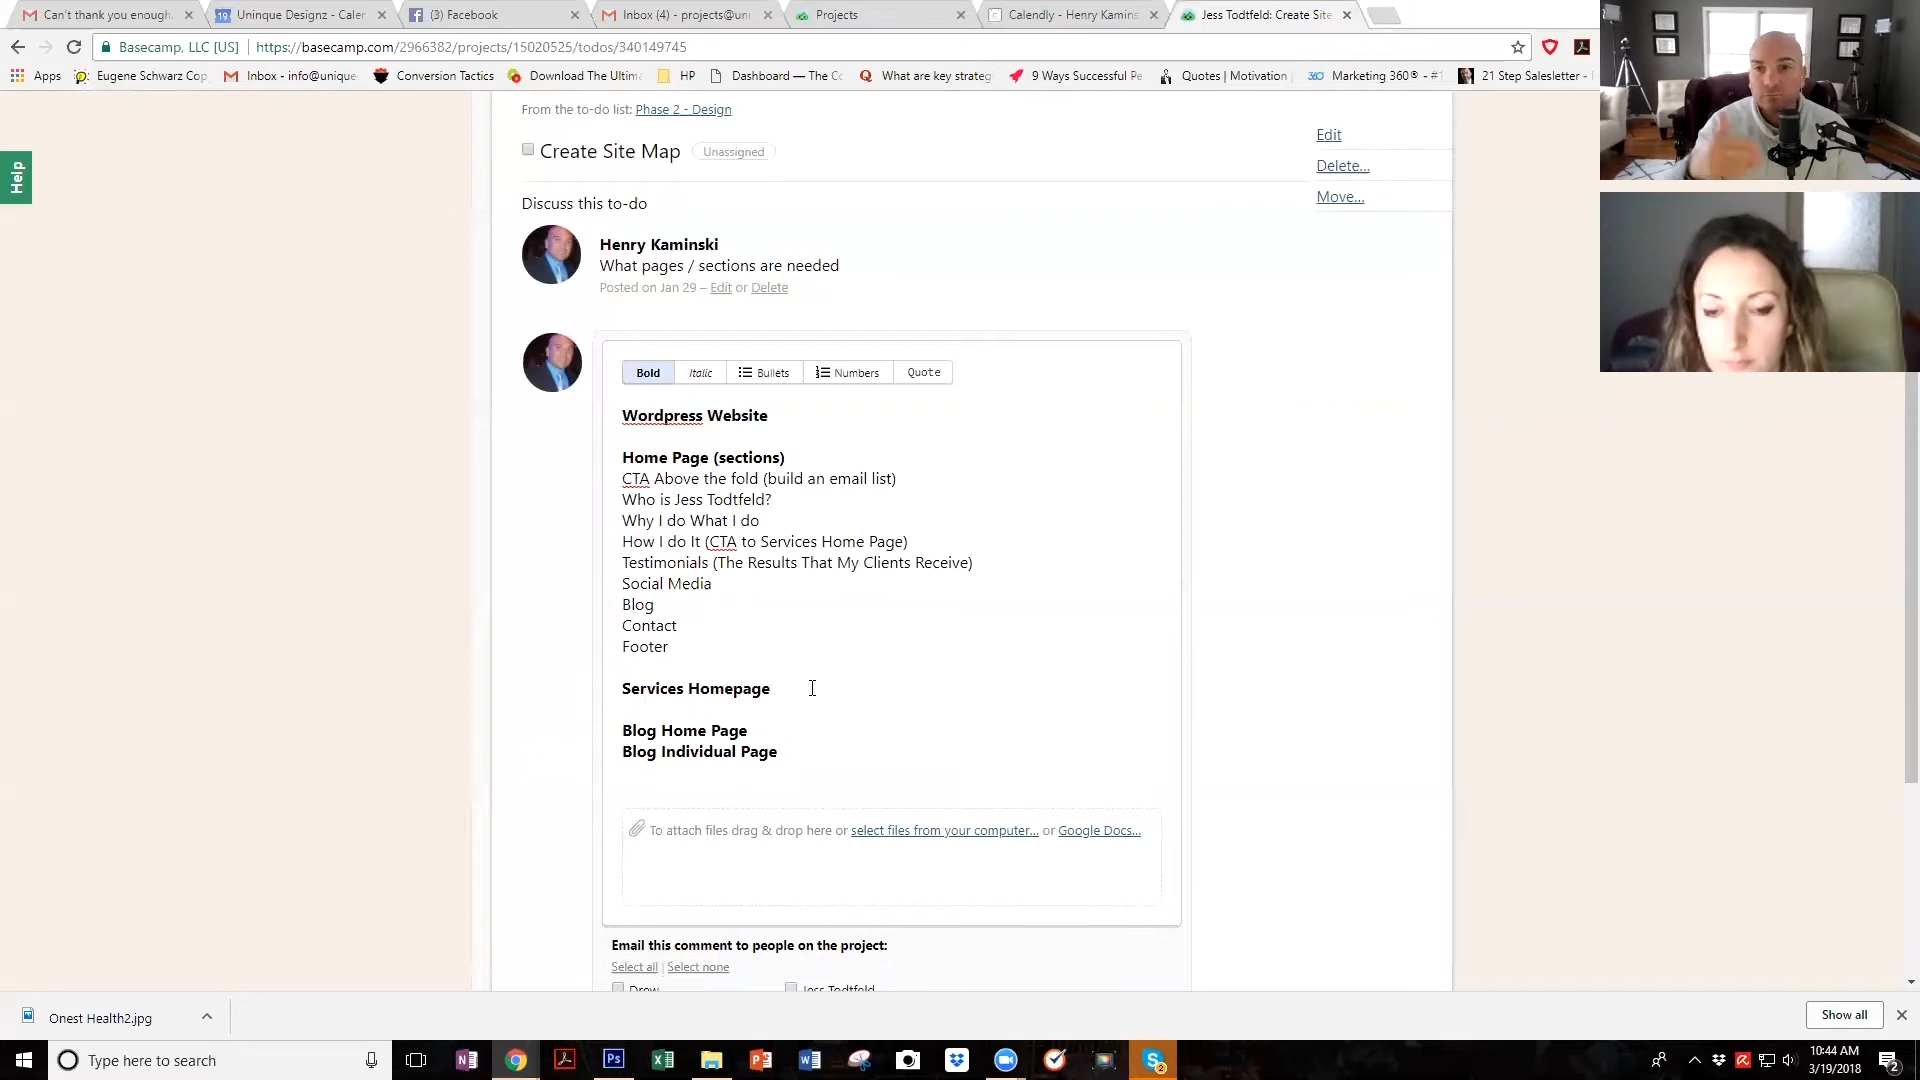 Can't thank you enough.
Uninque Designz - Caler
(3) Facebook
Inbox (4) - projects@uni
Projects
Calendly - Henry Kamins
Jess Todtfeld: Create Site
Basecamp, LLC [US]
https://basecamp.com/2966382/projects/15020525/todos/340149745
Apps
Eugene Schwarz Cop
Inbox - info@unique
Conversion Tactics
Download The Ultim
HP
Dashboard — The Cc
What are key strateg
9 Ways Successful Pe
Quotes | Motivation
Marketing 360® - #1
21 Step Salesletter -
From the to-do list: Phase 2 - Design
Edit
Create Site Map
Unassigned
Delete...
Move...
Help
Discuss this to-do
Henry Kaminski
What pages / sections are needed
Posted on Jan 29 – Edit or Delete
Bold
Italic
Bullets
Numbers
Quote
Wordpress Website
Home Page (sections)
CTA Above the fold (build an email list)
Who is Jess Todtfeld?
Why I do What I do
How I do It (CTA to Services Home Page)
Testimonials (The Results That My Clients Receive)
Social Media
Blog
Contact
Footer
Services Homepage
Blog Home Page
Blog Individual Page
To attach files drag & drop here or select files from your computer... or Google Docs...
Email this comment to people on the project:
Select all | Select none
Drew
Jess Todtfeld
Onest Health2.jpg
Show all
Type here to search
10:44 AM
3/19/2018
2